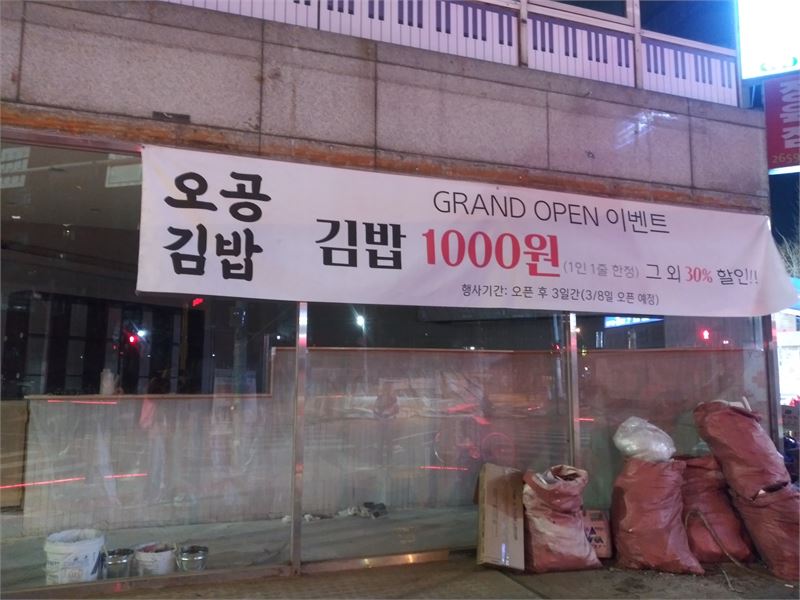 오공
김밥
GRAND OPEN 이벤트
김밥 1000원(1인 1줄 한정) 그 외 30% 할인!!
행사기간: 오픈 후 3일간(3/8일 오픈 예정)